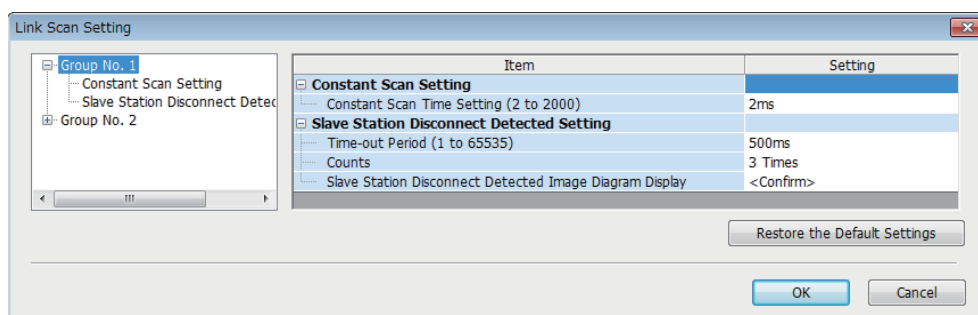 Link Scan Setting
Group No. 1
Constant Scan Setting
Slave Station Disconnect Detec
Group No. 2
Item Setting
Constant Scan Setting
Constant Scan Time Setting (2 to 2000) 2ms
Slave Station Disconnect Detected Setting
Time-out Period (1 to 65535) 500ms
Counts 3 Times
Slave Station Disconnect Detected Image Diagram Display <Confirm>
Restore the Default Settings
OK Cancel